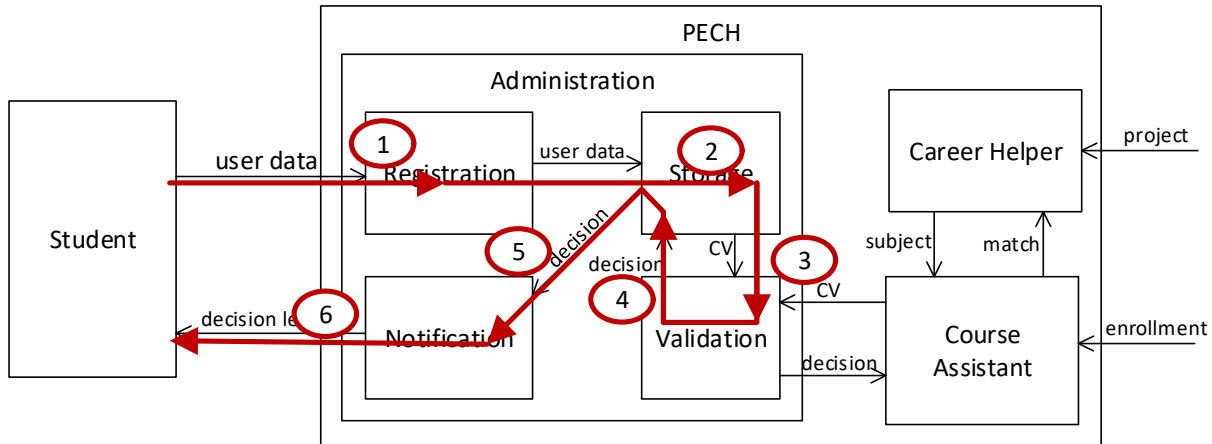 PECH
Administration
1
user data
user data
2
Registration
Storage
Career Helper
project
Student
5
decision
decision
CV
3
subject
match
4
CV
6
decision
Notification
Validation
Course
Assistant
enrollment
decision